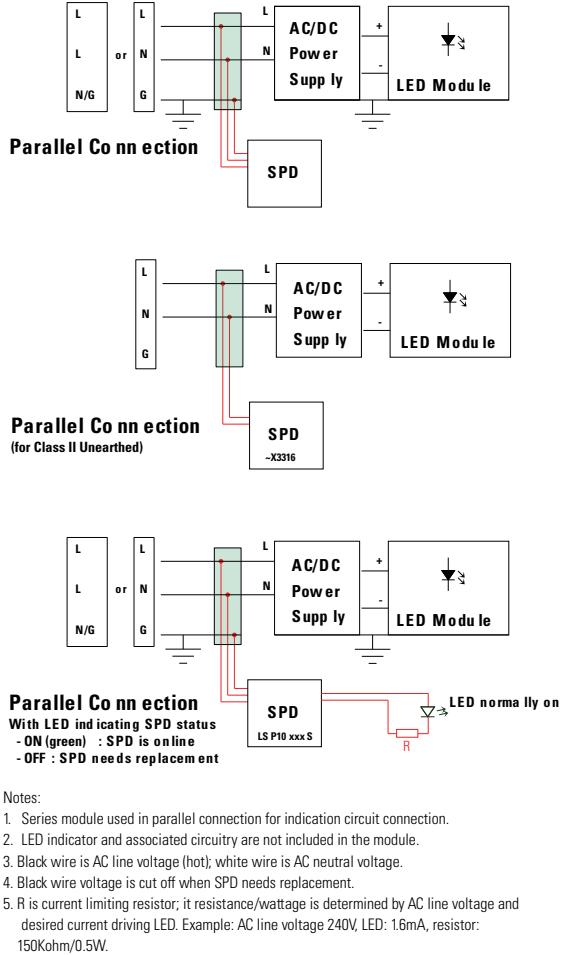 L L L
AC/DC
Power
Supply
+
L or N N
-
LED Module
N/G G
Parallel Connection
SPD
L L
AC/DC
Power
Supply
+
N N
-
LED Module
G
Parallel Connection
(for Class II Unearthed)
SPD
~X3316
L L L
AC/DC
Power
Supply
+
L or N N
-
LED Module
N/G G
Parallel Connection
With LED indicating SPD status
- ON (green) : SPD is online
- OFF : SPD needs replacement
SPD
LS P10 xxx S
LED normally on
R
Notes:
1. Series module used in parallel connection for indication circuit connection.
2. LED indicator and associated circuitry are not included in the module.
3. Black wire is AC line voltage (hot); white wire is AC neutral voltage.
4. Black wire voltage is cut off when SPD needs replacement.
5. R is current limiting resistor; it resistance/wattage is determined by AC line voltage and
desired current driving LED. Example: AC line voltage 240V, LED: 1.6mA, resistor:
150Kohm/0.5W.